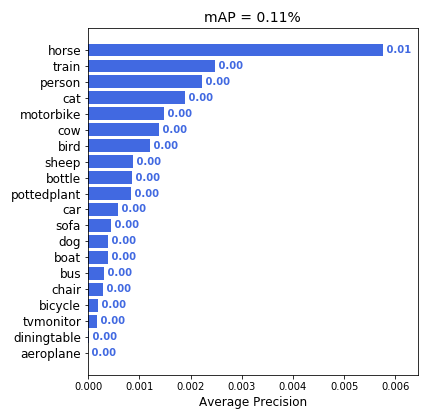 mAP = 0.11%
horse 0.01
train 0.00
person 0.00
cat 0.00
motorbike 0.00
cow 0.00
bird 0.00
sheep 0.00
bottle 0.00
pottedplant 0.00
car 0.00
sofa 0.00
dog 0.00
boat 0.00
bus 0.00
chair 0.00
bicycle 0.00
tvmonitor 0.00
diningtable 0.00
aeroplane 0.00
0.000 0.001 0.002 0.003 0.004 0.005 0.006
Average Precision